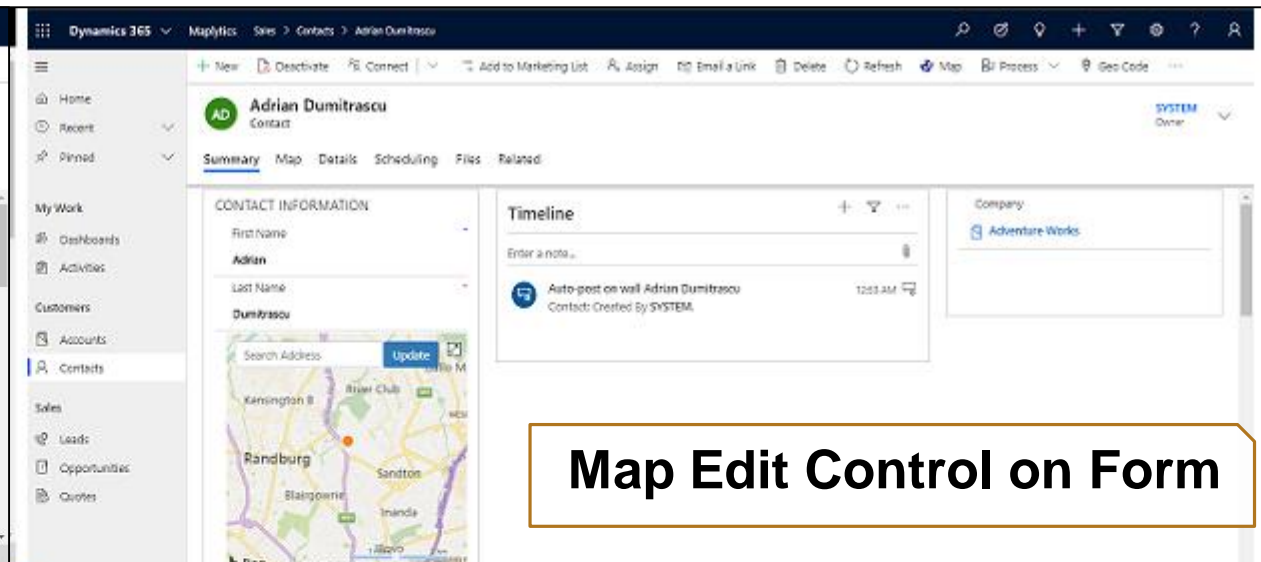 Dynamics 365 Maplytics Sales > Contacts > Adrian Dumitrascu
+ New Deactivate Connect Add to Marketing List Assign Email a Link Delete Refresh Map Process Geo Code ...
Home
Recent
Pinned
My Work
Dashboards
Activities
Customers
Accounts
Contacts
Sales
Leads
Opportunities
Quotes
AD Adrian Dumitrascu
Contact
SYSTEM
Owner
Summary Map Details Scheduling Files Related
CONTACT INFORMATION
First Name
Adrian
Last Name
Dumitrascu
Search Address Update
Kensington B
River Club
Randburg
Sandton
Blairgowrie
Inanda
Illovo
Timeline
Enter a note...
Auto-post on wall Adrian Dumitrascu 12:53 AM
Contact: Created By SYSTEM.
Company
Adventure Works
Map Edit Control on Form